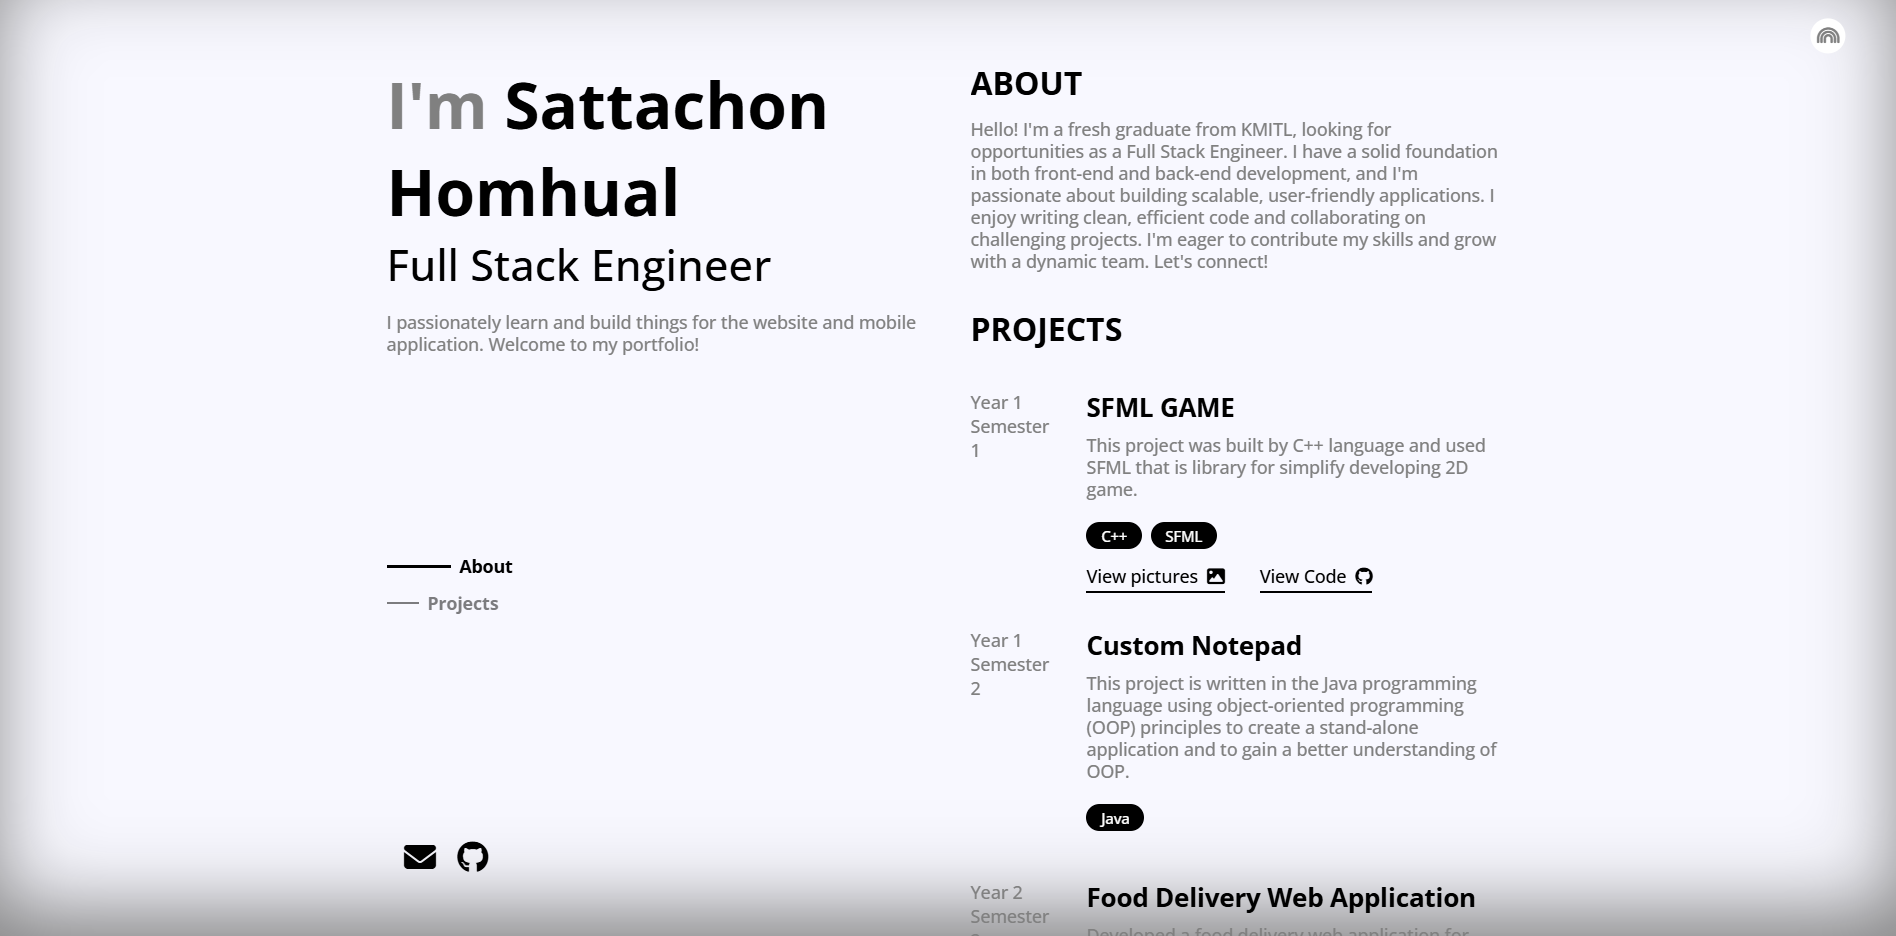 I'm Sattachon
Homhual
Full Stack Engineer
I passionately learn and build things for the website and mobile
application. Welcome to my portfolio!
About
Projects
ABOUT
Hello! I'm a fresh graduate from KMITL, looking for
opportunities as a Full Stack Engineer. I have a solid foundation
in both front-end and back-end development, and I'm
passionate about building scalable, user-friendly applications. I
enjoy writing clean, efficient code and collaborating on
challenging projects. I'm eager to contribute my skills and grow
with a dynamic team. Let's connect!
PROJECTS
Year 1
Semester
1
SFML GAME
This project was built by C++ language and used
SFML that is library for simplify developing 2D
game.
C++ SFML
View pictures View Code
Year 1
Semester
2
Custom Notepad
This project is written in the Java programming
language using object-oriented programming
(OOP) principles to create a stand-alone
application and to gain a better understanding of
OOP.
Java
Year 2
Semester
Food Delivery Web Application
Developed a food delivery web application for